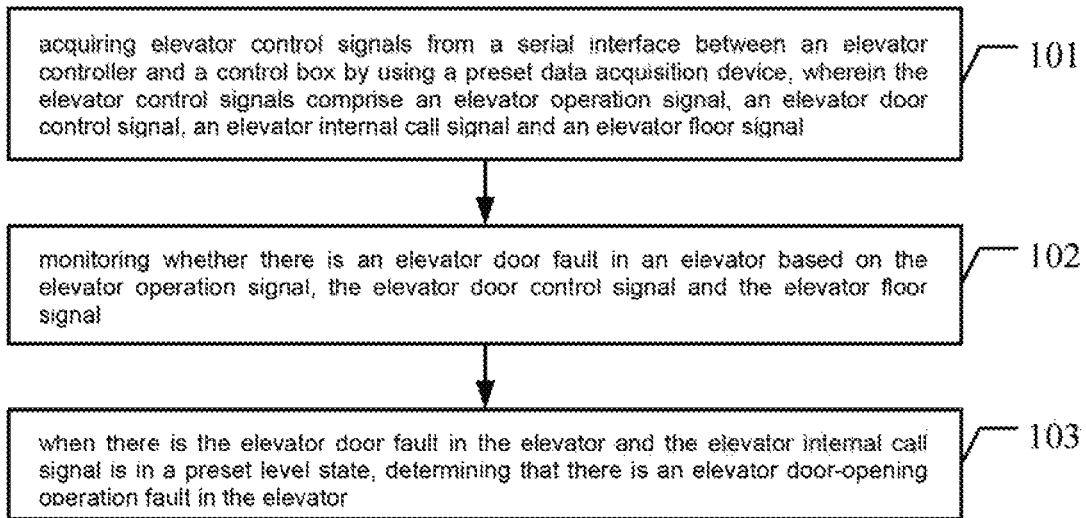 acquiring elevator control signals from a serial interface between an elevator
controller and a control box by using a preset data acquisition device, wherein the
elevator control signals comprise an elevator operation signal, an elevator door
control signal, an elevator internal call signal and an elevator floor signal
101
monitoring whether there is an elevator door fault in an elevator based on the
elevator operation signal, the elevator door control signal and the elevator floor
signal
102
when there is the elevator door fault in the elevator and the elevator internal call
signal is in a preset level state, determining that there is an elevator door-opening
operation fault in the elevator
103